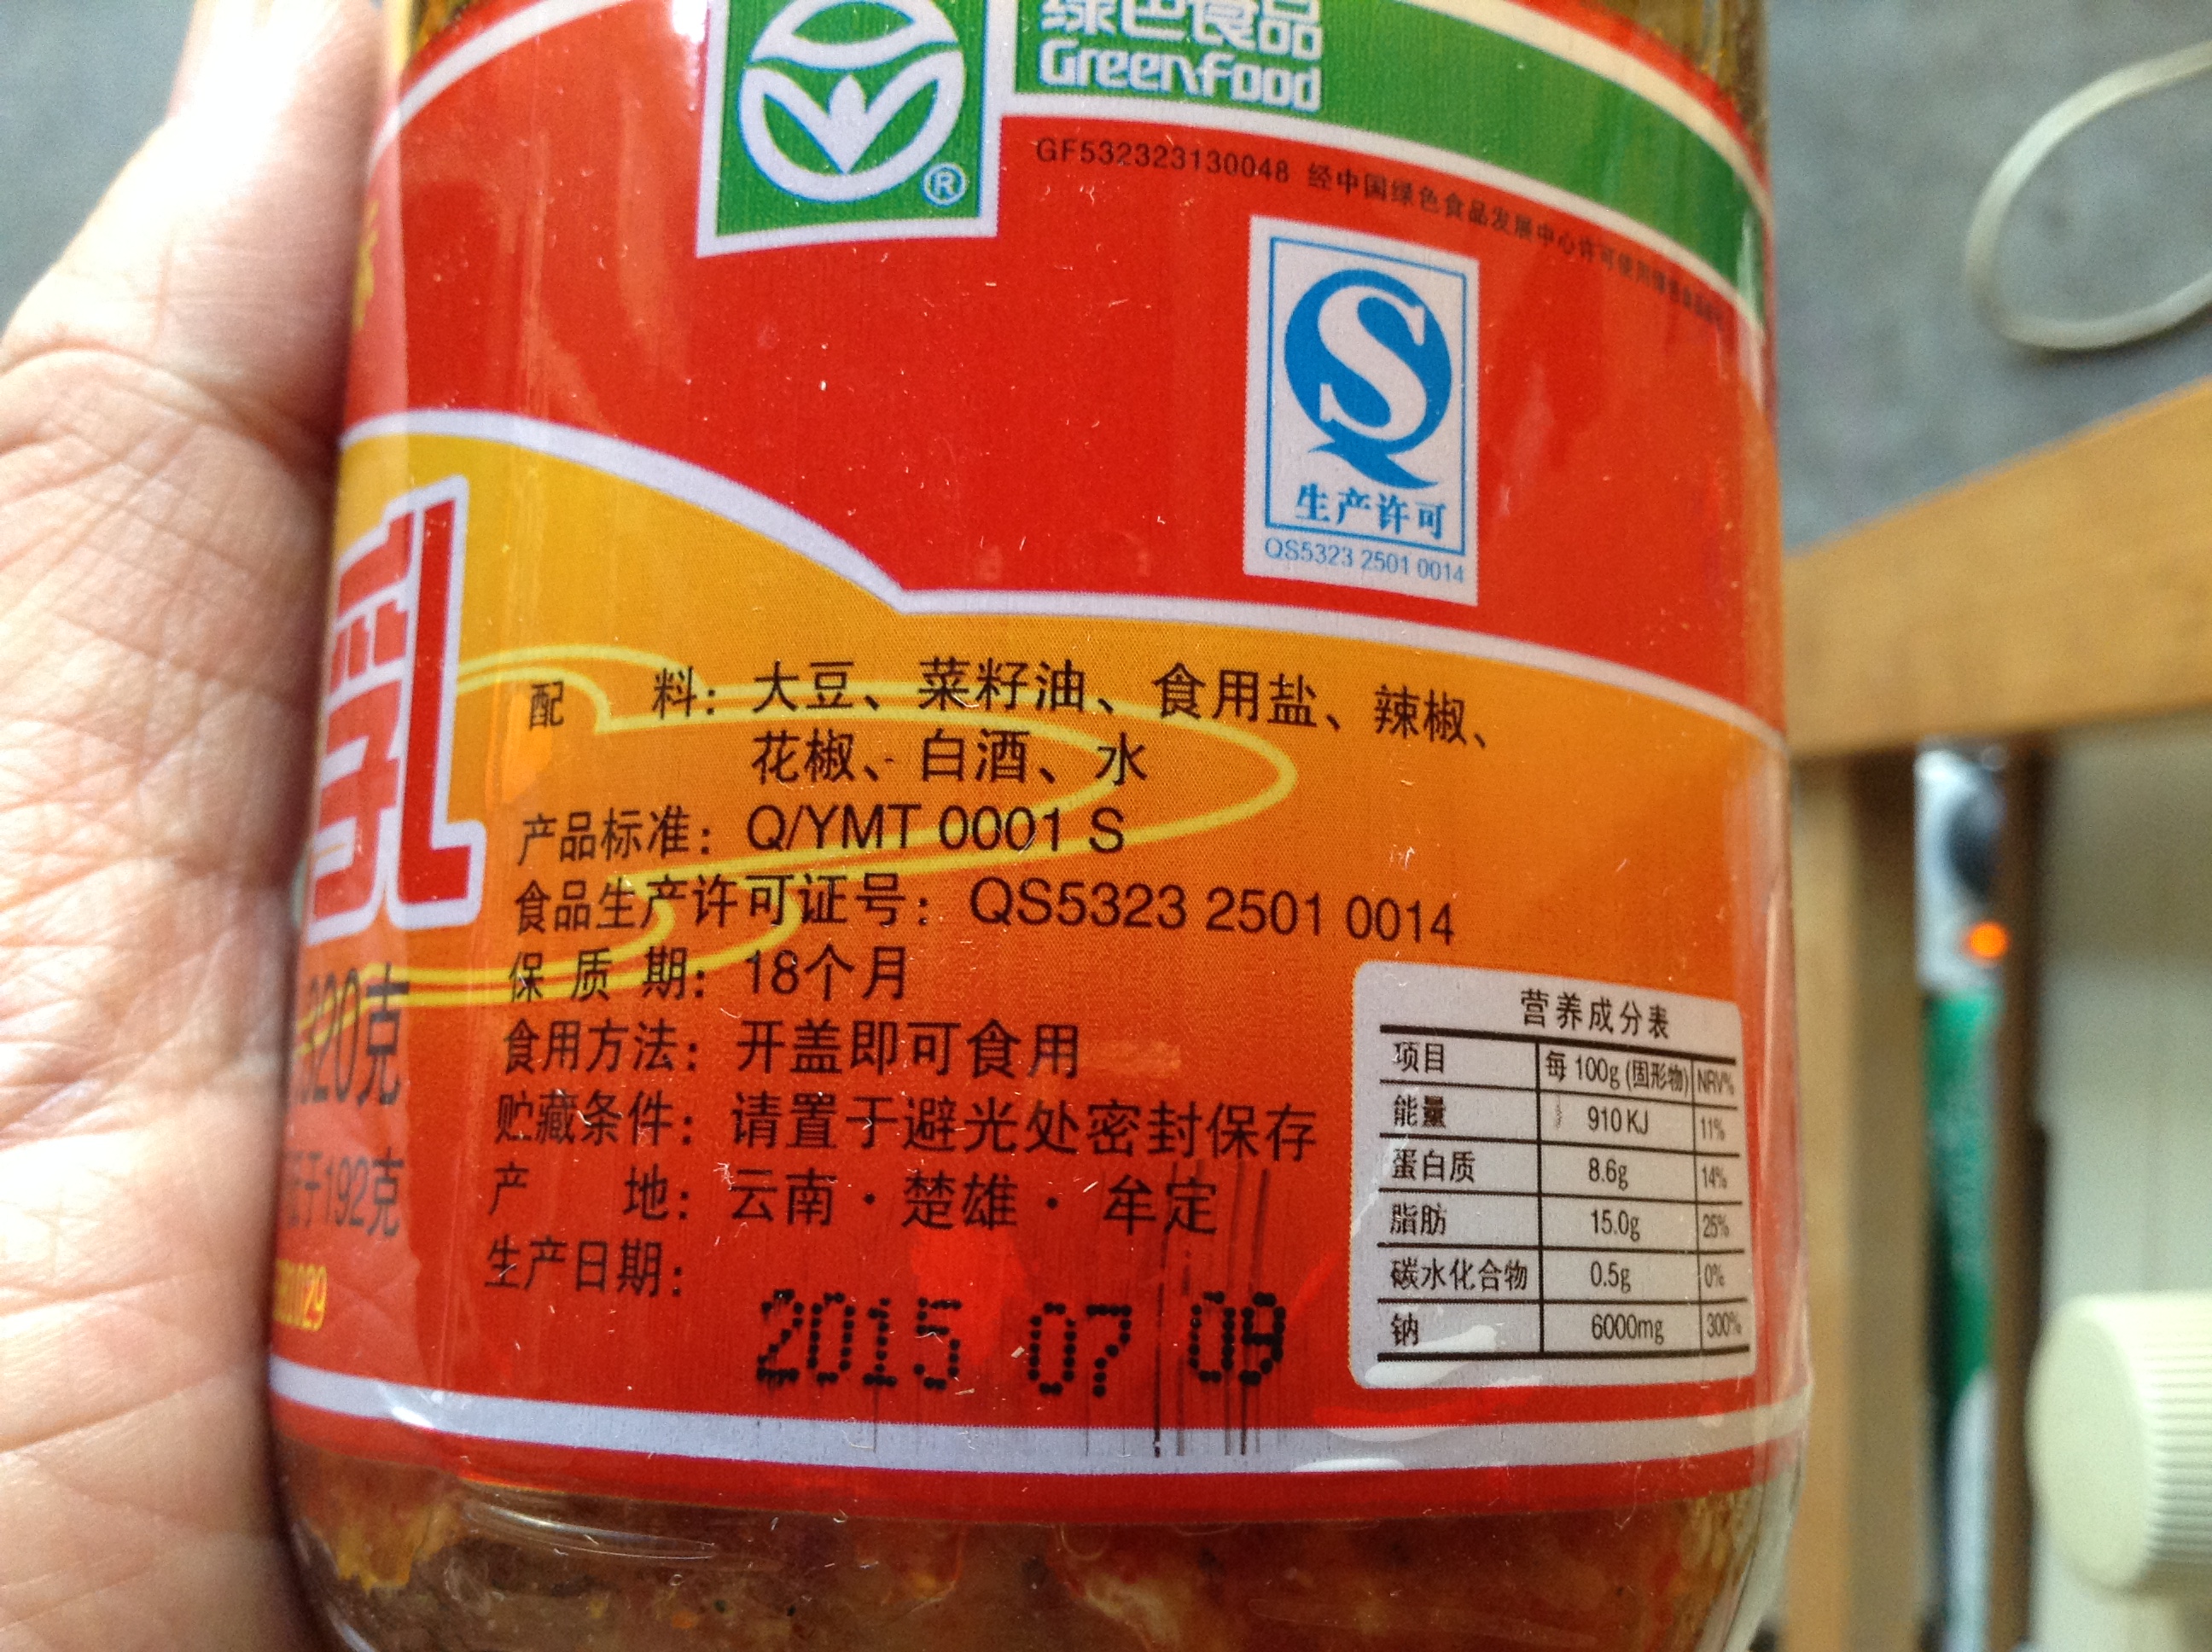 绿色食品
Greenfood
®
GF532323130048 经中国绿色食品发展中心许可使用绿色食品标志
生产许可
QS5323 2501 0014
乳
配 料：大豆、菜籽油、食用盐、辣椒、
花椒、白酒、水
产品标准：Q/YMT 0001 S
食品生产许可证号：QS5323 2501 0014
保 质 期：18个月
食用方法：开盖即可食用
贮藏条件：请置于避光处密封保存
产 地：云南·楚雄·牟定
生产日期：
2015 07 09
320克
于192克
营养成分表
项目 每100g(固形物) NRV%
能量 910KJ 11%
蛋白质 8.6g 14%
脂肪 15.0g 25%
碳水化合物 0.5g 0%
钠 6000mg 300%